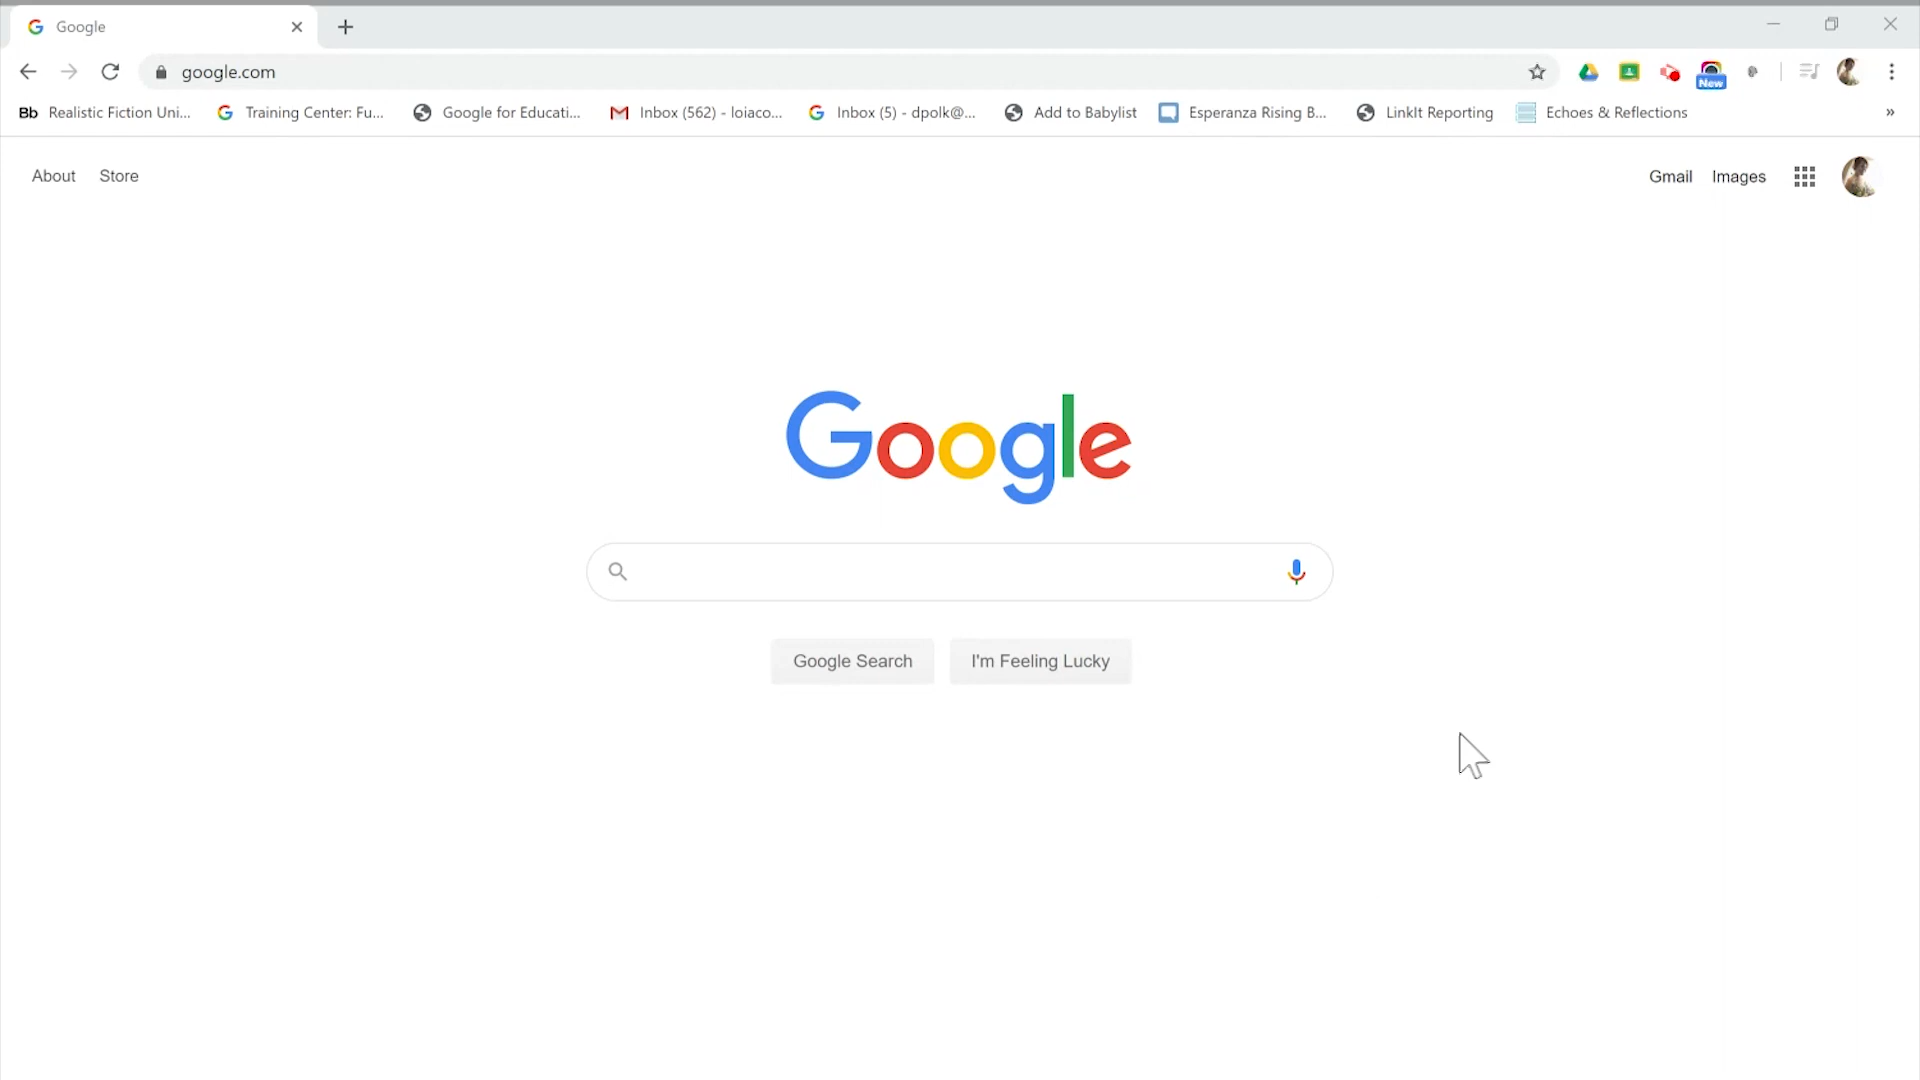 Google
google.com
New
Bb Realistic Fiction Uni... Training Center: Fu... Google for Educati... Inbox (562) - loiaco... Inbox (5) - dpolk@... Add to Babylist Esperanza Rising B... LinkIt Reporting Echoes & Reflections »
About Store Gmail Images
Google
Google Search I'm Feeling Lucky